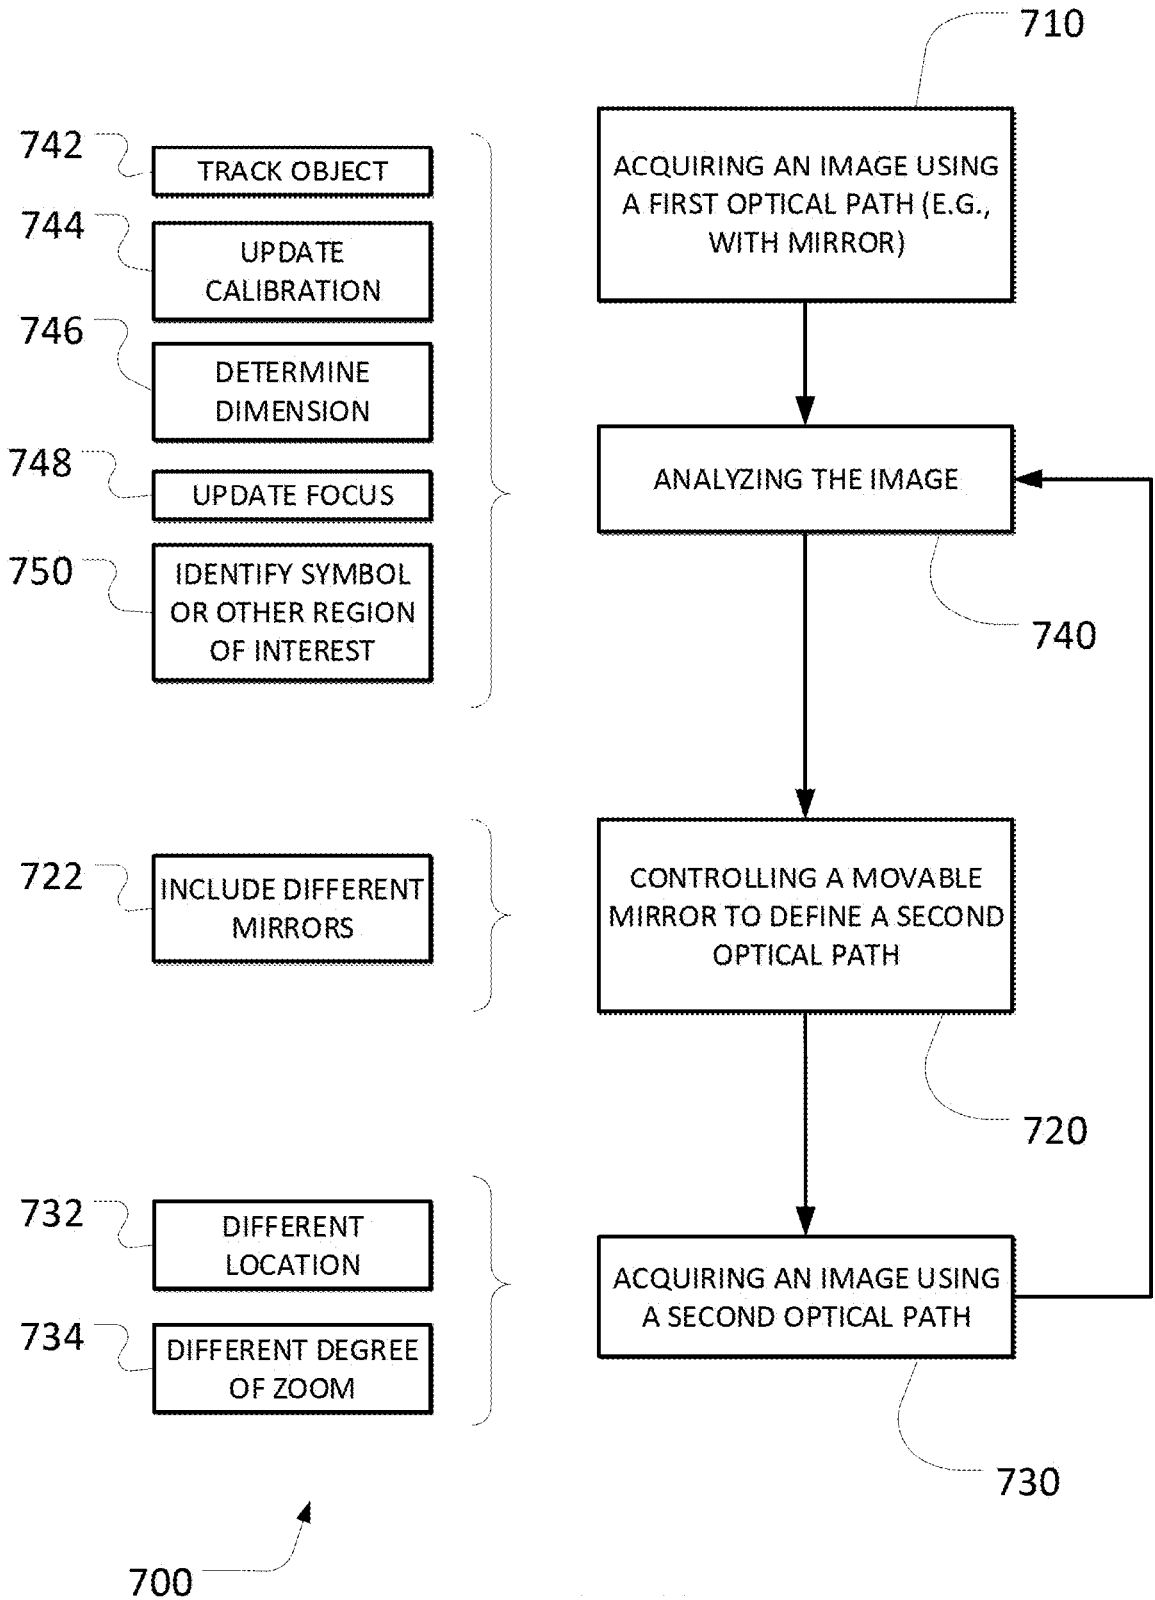 710
742
TRACK OBJECT
ACQUIRING AN IMAGE USING
A FIRST OPTICAL PATH (E.G.,
WITH MIRROR)
744
UPDATE
CALIBRATION
746
DETERMINE
DIMENSION
748
UPDATE FOCUS
ANALYZING THE IMAGE
750
IDENTIFY SYMBOL
OR OTHER REGION
OF INTEREST
740
722
INCLUDE DIFFERENT
MIRRORS
CONTROLLING A MOVABLE
MIRROR TO DEFINE A SECOND
OPTICAL PATH
720
732
DIFFERENT
LOCATION
ACQUIRING AN IMAGE USING
A SECOND OPTICAL PATH
734
DIFFERENT DEGREE
OF ZOOM
730
700